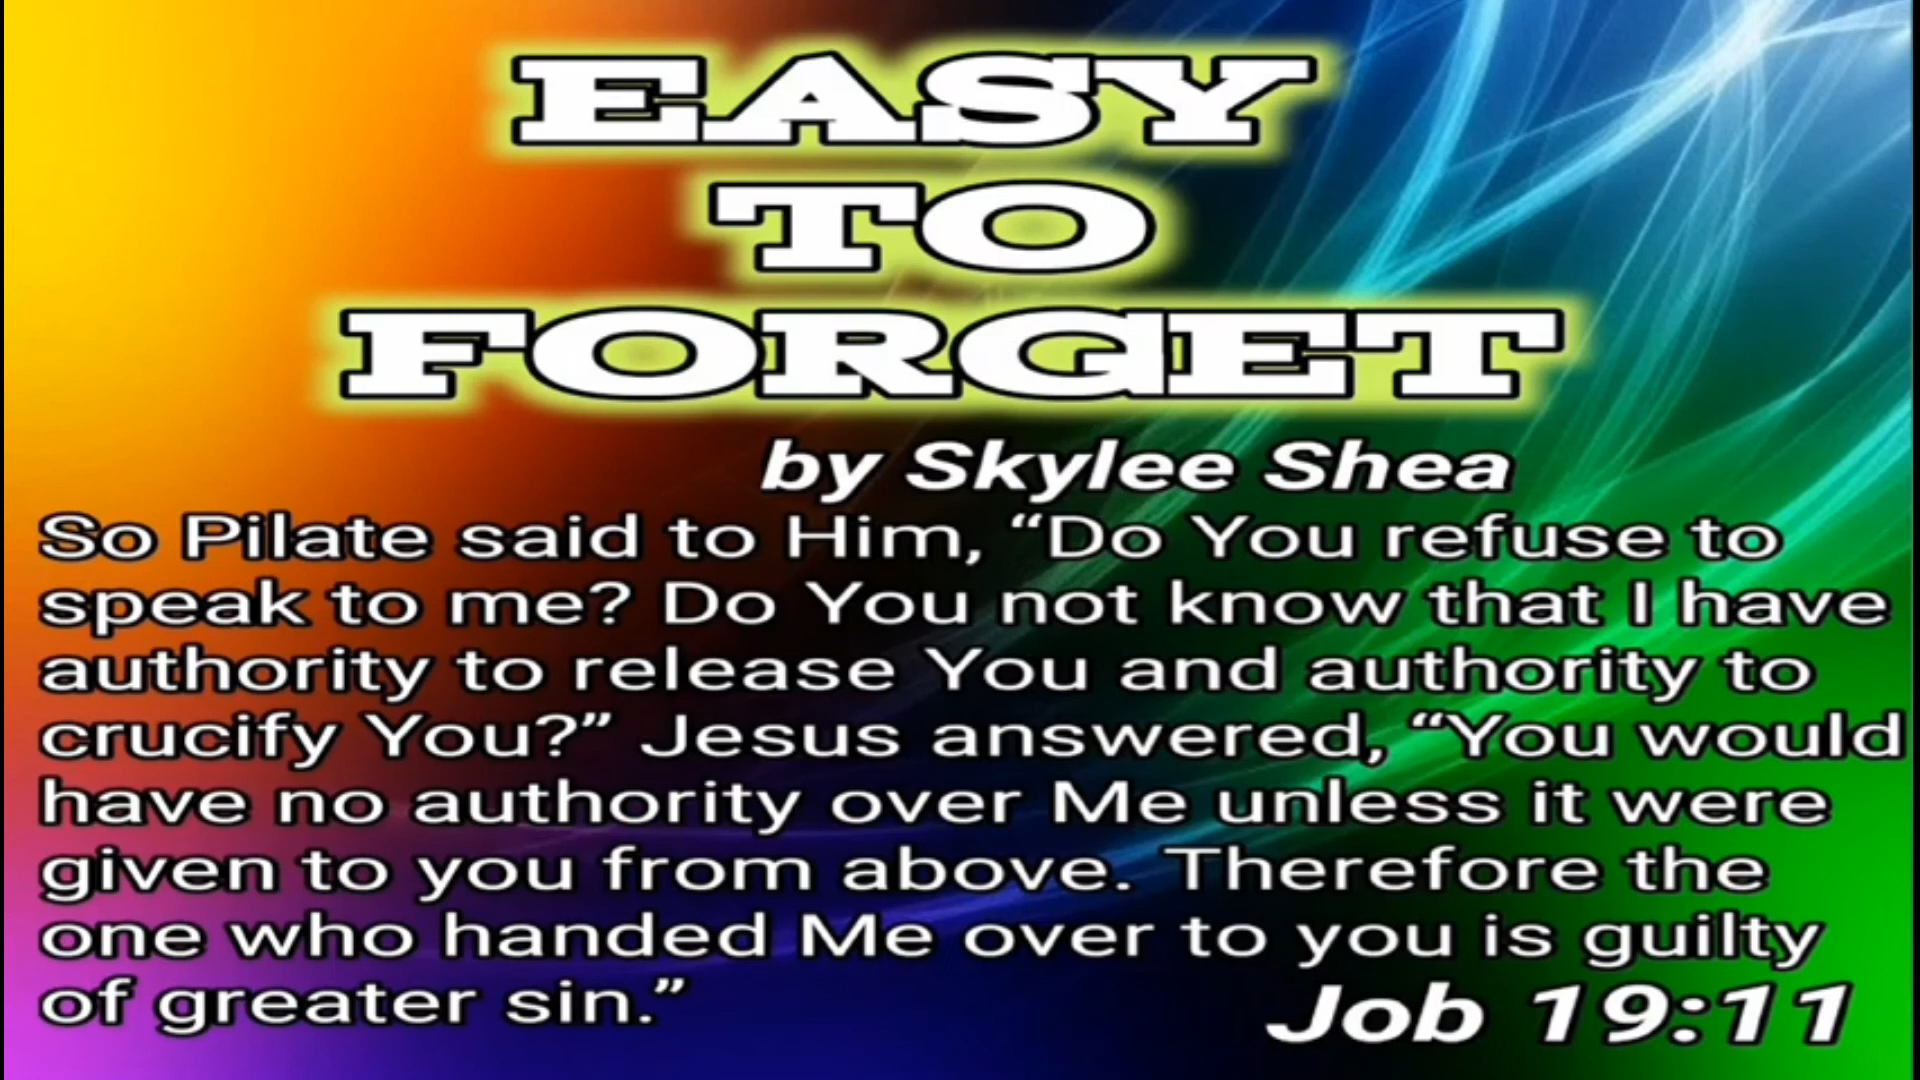 EASY
TO
FORGET
by Skylee Shea
So Pilate said to Him, “Do You refuse to
speak to me? Do You not know that I have
authority to release You and authority to
crucify You?” Jesus answered, “You would
have no authority over Me unless it were
given to you from above. Therefore the
one who handed Me over to you is guilty
of greater sin.”
Job 19:11